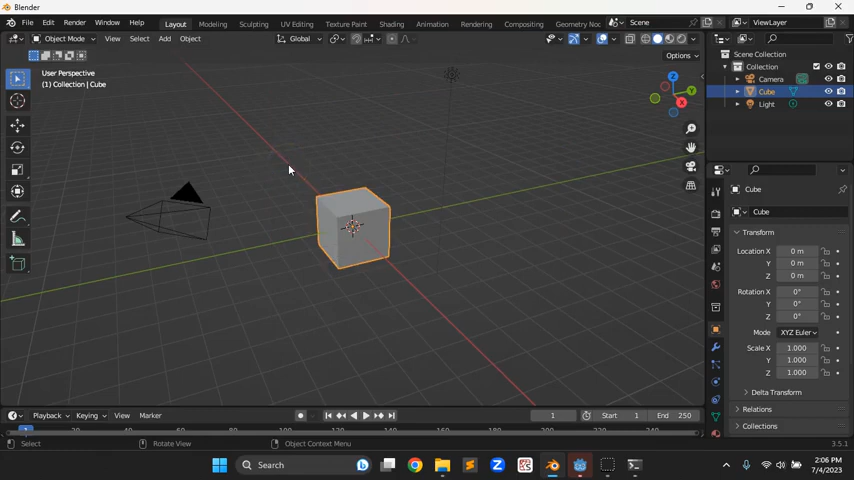 Blender
File Edit Render Window Help Layout Modeling Sculpting UV Editing Texture Paint Shading Animation Rendering Compositing Geometry Noc Scene ViewLayer
Object Mode View Select Add Object Global
Options
User Perspective
(1) Collection | Cube
X
Y
Z
Scene Collection
Collection
Camera
Cube
Light
Cube
Cube
Transform
Location X 0 m
Y 0 m
Z 0 m
Rotation X 0°
Y 0°
Z 0°
Mode XYZ Euler
Scale X 1.000
Y 1.000
Z 1.000
Delta Transform
Relations
Collections
Playback Keying View Marker 1 Start 1 End 250
1 20
Select Rotate View Object Context Menu 3.5.1
Search
2:06 PM
7/4/2023